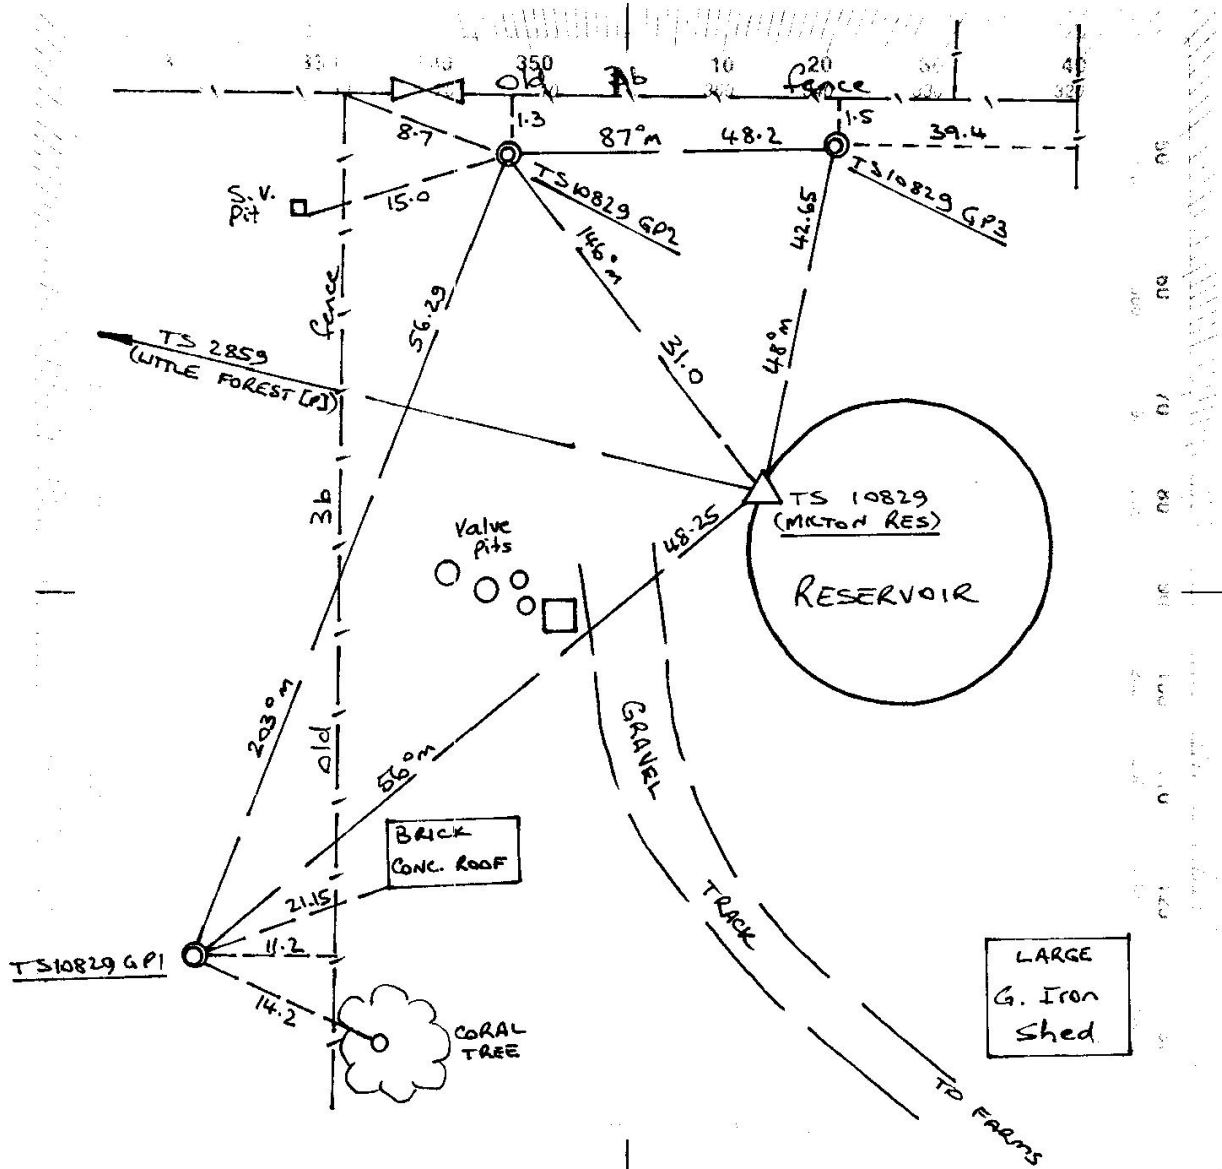 350
10
20
40
old 3b fence
1.3
1.5
8.7
87°m
48.2
39.4
S.V.
Pit
15.0
TS10829 GP2
TS10829 GP3
146°m
42.65
fence
56.29
TS 2859
(LITTLE FOREST [P])
31.0
48°m
TS 10829
(MILTON RES)
3b
Valve
Pits
48.25
RESERVOIR
203°m
old
56°m
GRAVEL
BRICK
CONC. ROOF
21.15
TRACK
11.2
TS10829 GP1
LARGE
G. Iron
Shed
14.2
CORAL
TREE
TO FARMS